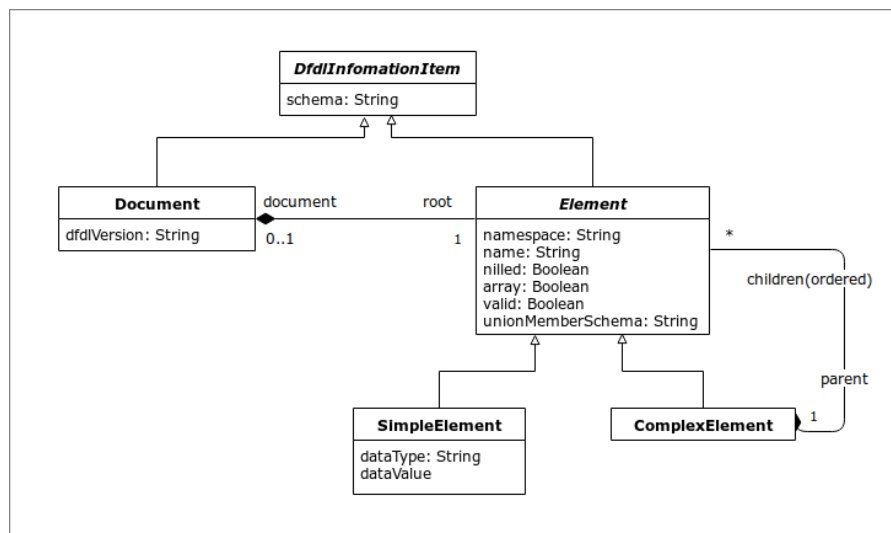 DfdlInfomationItem
schema: String
Document
dfdlVersion: String
document
root
0..1
1
Element
namespace: String
name: String
nilled: Boolean
array: Boolean
valid: Boolean
unionMemberSchema: String
*
children(ordered)
parent
1
SimpleElement
dataType: String
dataValue
ComplexElement